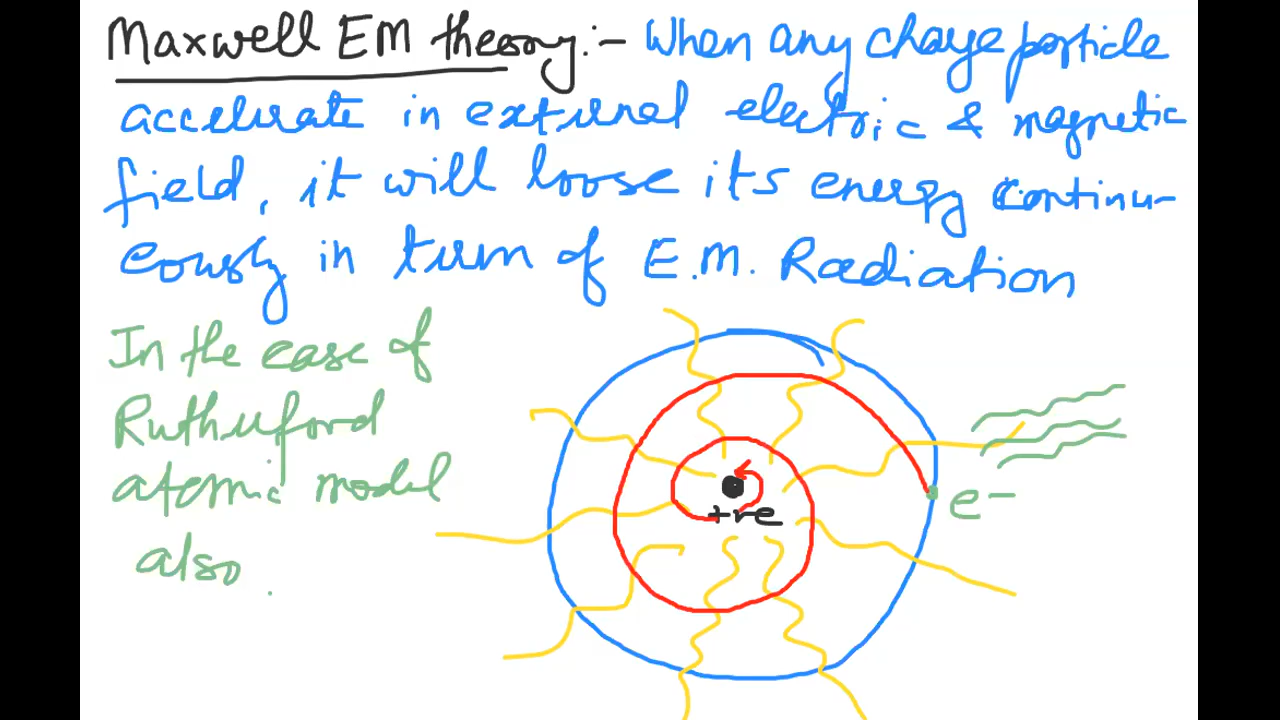 Maxwell EM theory:- When any charge particle
accelerate in external electric & magnetic
field, it will loose its energy continu-
eously in term of E.M. Radiation
In the case of
Rutherford
atomic model
also.
e-
+ve